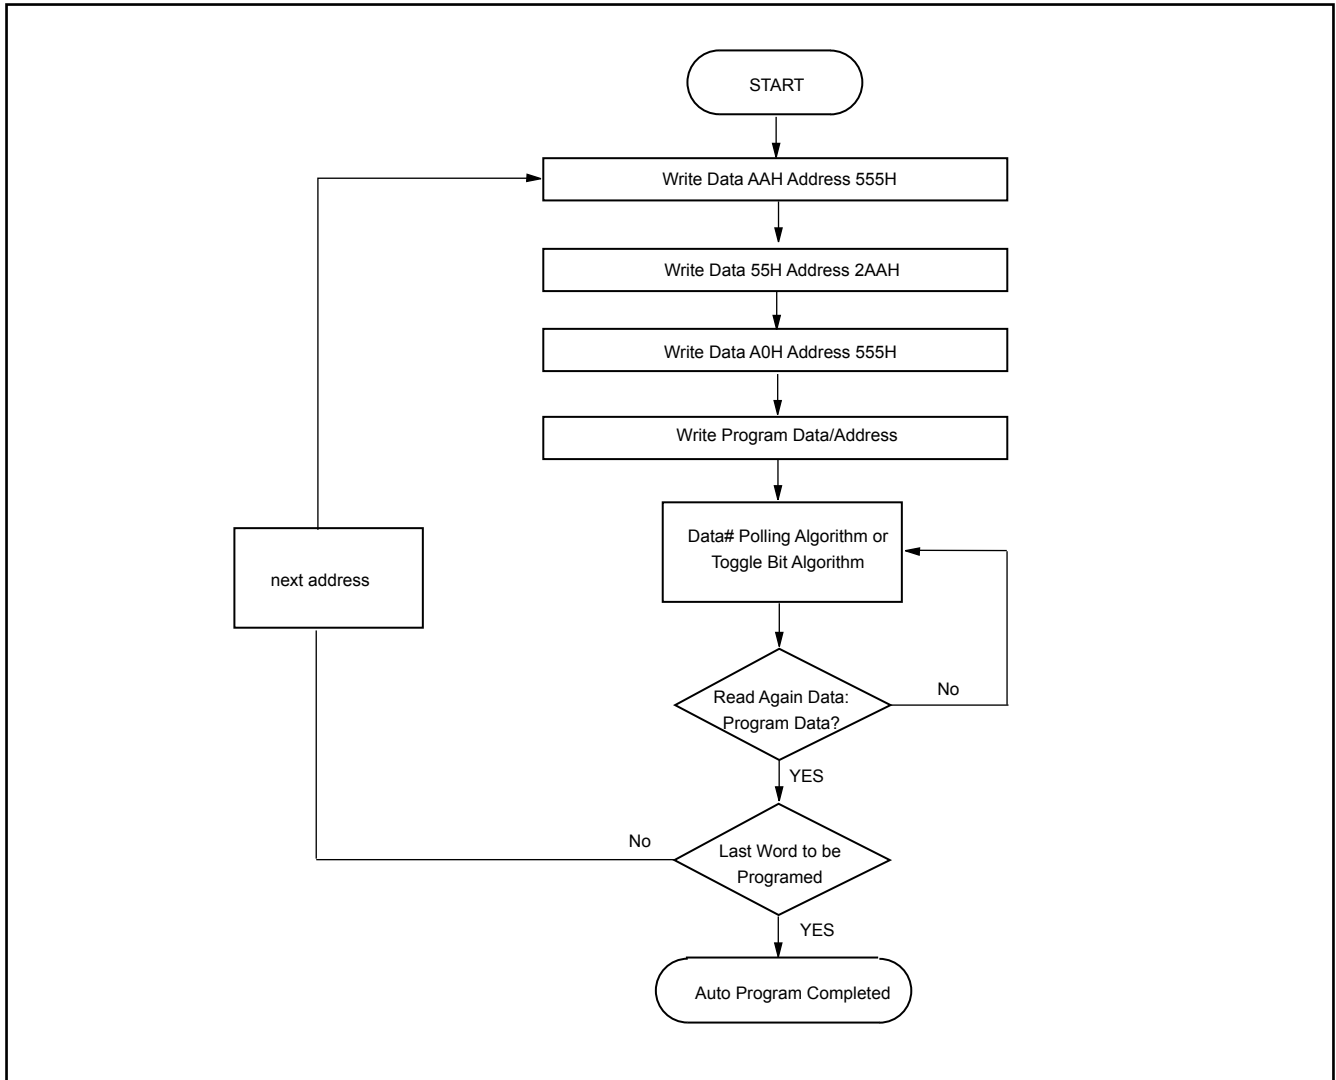 START
Write Data AAH Address 555H
Write Data 55H Address 2AAH
Write Data A0H Address 555H
Write Program Data/Address
Data# Polling Algorithm or
Toggle Bit Algorithm
next address
Read Again Data:
Program Data?
No
YES
No
Last Word to be
Programed
YES
Auto Program Completed